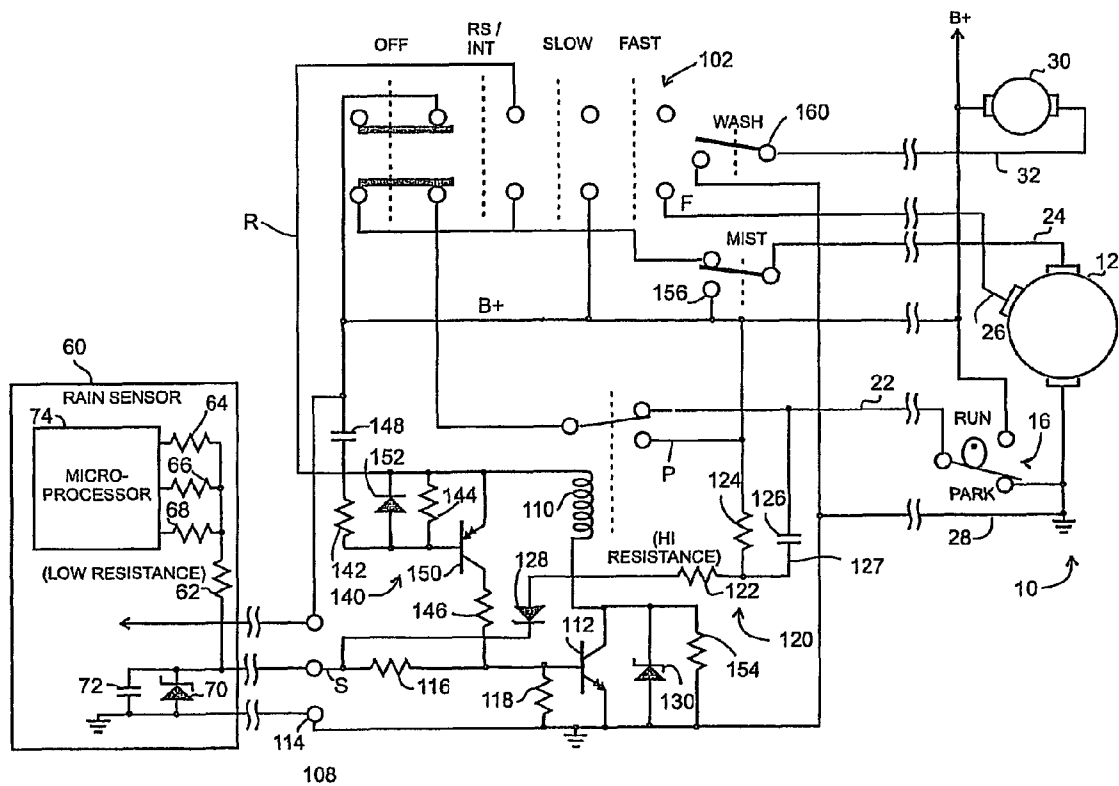 B+
RS /
INT
OFF
SLOW
FAST
102
30
WASH
160
32
R
F
24
MIST
12
156
B+
26
60
RAIN SENSOR
22
RUN
74
64
148
16
MICRO-
PROCESSOR
66
P
152
110
124
126
PARK
68
144
(HI
RESISTANCE)
28
(LOW RESISTANCE)
142
150
128
127
10
62
140
122
146
120
112
154
72
70
S
116
118
130
114
108